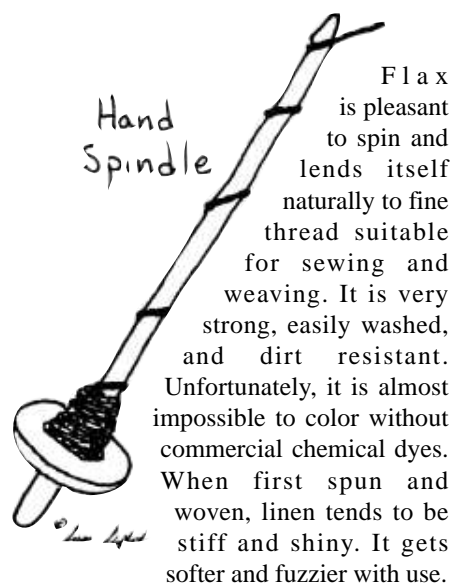 Hand
Spindle
Flax
is pleasant
to spin and
lends itself
naturally to fine
thread suitable
for sewing and
weaving. It is very
strong, easily washed,
and dirt resistant.
Unfortunately, it is almost
impossible to color without
commercial chemical dyes.
When first spun and
woven, linen tends to be
stiff and shiny. It gets
softer and fuzzier with use.
©